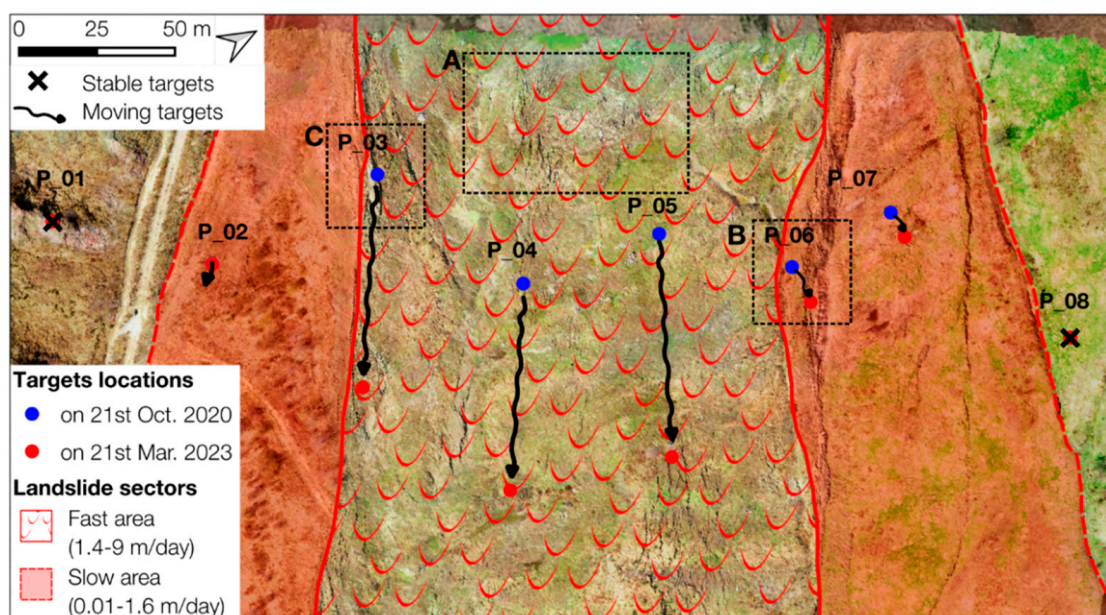 0 25 50 m
Stable targets
Moving targets
A
C
P_03
P_01
P_02
P_04
P_05
P_07
B
P_06
P_08
Targets locations
on 21st Oct. 2020
on 21st Mar. 2023
Landslide sectors
Fast area
(1.4-9 m/day)
Slow area
(0.01-1.6 m/day)